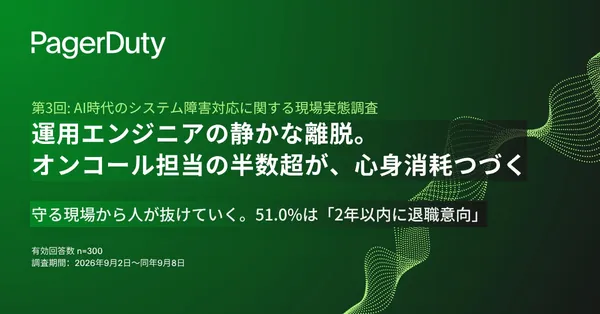 PagerDuty
第3回: AI時代のシステム障害対応に関する現場実態調査
運用エンジニアの静かな離脱。
オンコール担当の半数超が、心身消耗つづく
守る現場から人が抜けていく。51.0%は「2年以内に退職意向」
有効回答数 n=300
調査期間：2026年9月2日〜同年9月8日